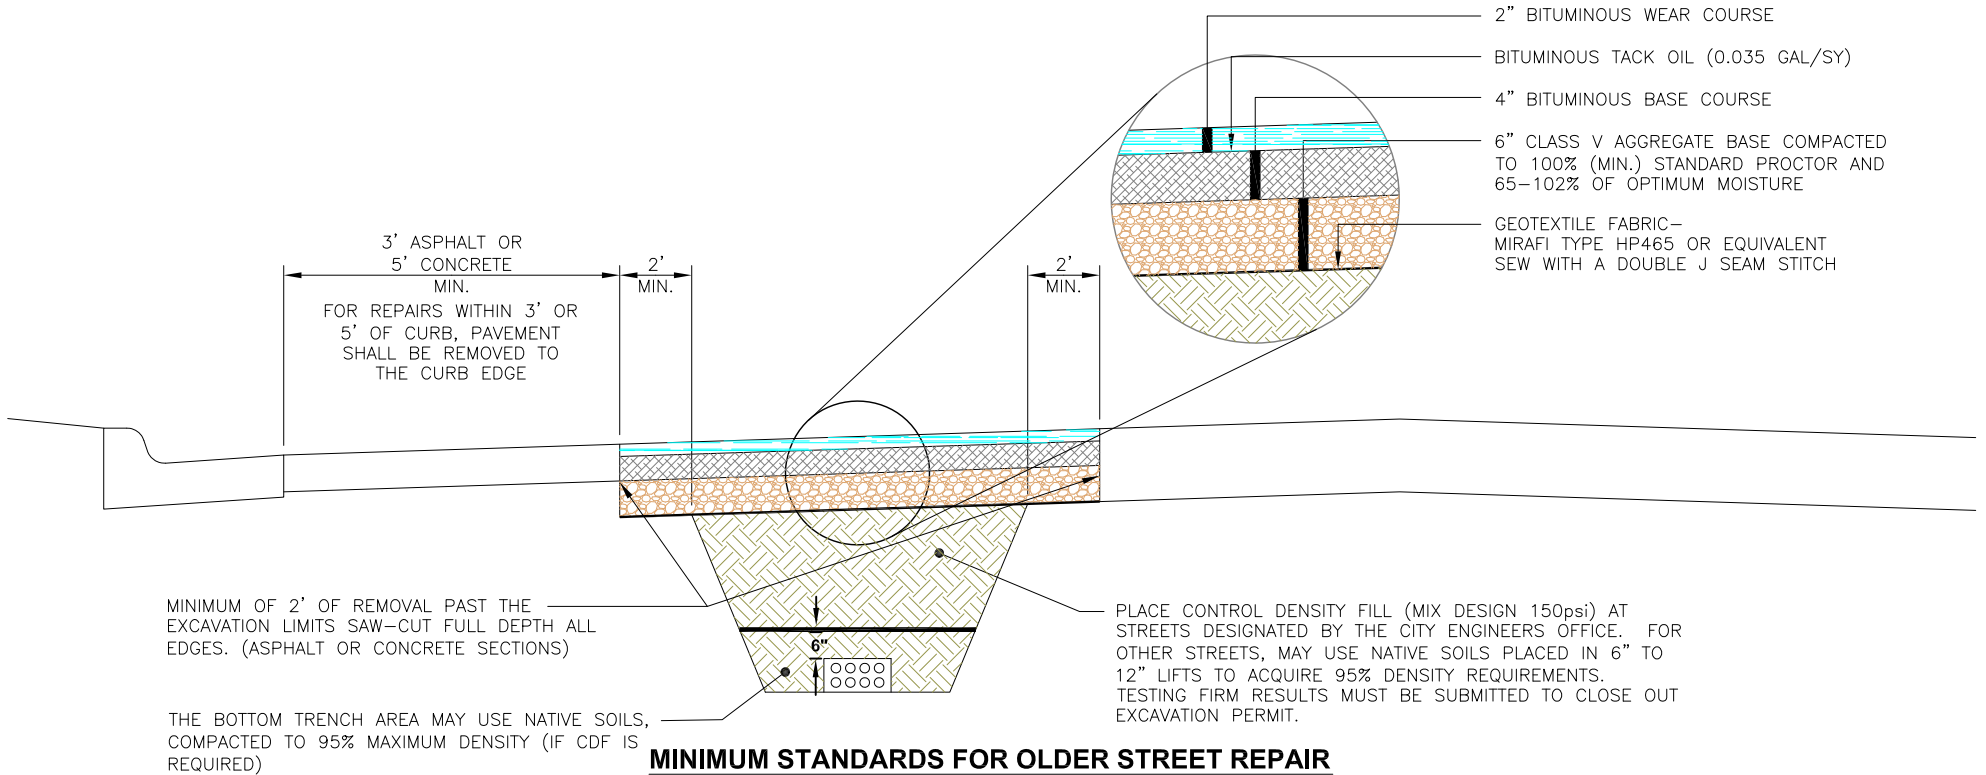 2” BITUMINOUS WEAR COURSE
BITUMINOUS TACK OIL (0.035 GAL/SY)
4” BITUMINOUS BASE COURSE
6” CLASS V AGGREGATE BASE COMPACTED
TO 100% (MIN.) STANDARD PROCTOR AND
65–102% OF OPTIMUM MOISTURE
GEOTEXTILE FABRIC–
MIRAFI TYPE HP465 OR EQUIVALENT
SEW WITH A DOUBLE J SEAM STITCH
3’ ASPHALT OR
5’ CONCRETE
MIN.
FOR REPAIRS WITHIN 3’ OR
5’ OF CURB, PAVEMENT
SHALL BE REMOVED TO
THE CURB EDGE
2’
MIN.
2’
MIN.
MINIMUM OF 2’ OF REMOVAL PAST THE
EXCAVATION LIMITS SAW–CUT FULL DEPTH ALL
EDGES. (ASPHALT OR CONCRETE SECTIONS)
6"
PLACE CONTROL DENSITY FILL (MIX DESIGN 150psi) AT
STREETS DESIGNATED BY THE CITY ENGINEERS OFFICE. FOR
OTHER STREETS, MAY USE NATIVE SOILS PLACED IN 6” TO
12” LIFTS TO ACQUIRE 95% DENSITY REQUIREMENTS.
TESTING FIRM RESULTS MUST BE SUBMITTED TO CLOSE OUT
EXCAVATION PERMIT.
THE BOTTOM TRENCH AREA MAY USE NATIVE SOILS,
COMPACTED TO 95% MAXIMUM DENSITY (IF CDF IS
REQUIRED)
MINIMUM STANDARDS FOR OLDER STREET REPAIR